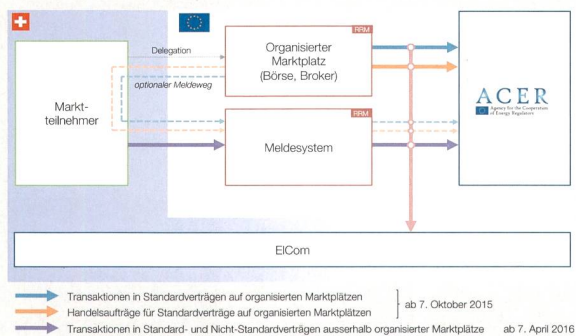 Delegation
optionaler Meldeweg
Markt-
teilnehmer
RRM
Organisierter
Marktplatz
(Börse, Broker)
RRM
Meldesystem
ACER
Agency for the Cooperation
of Energy Regulators
ElCom
Transaktionen in Standardverträgen auf organisierten Marktplätzen
Handelsaufträge für Standardverträge auf organisierten Marktplätzen
ab 7. Oktober 2015
Transaktionen in Standard- und Nicht-Standardverträgen ausserhalb organisierter Marktplätze ab 7. April 2016